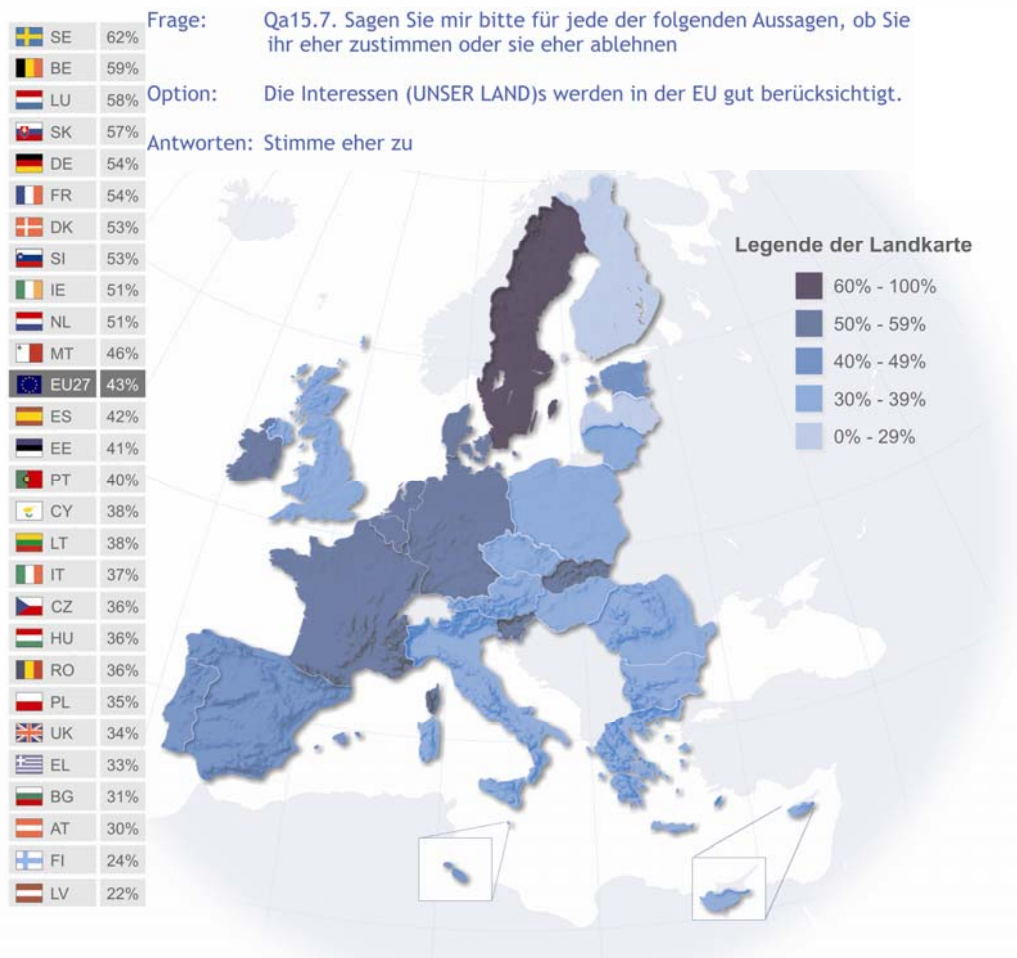 Frage: Qa15.7. Sagen Sie mir bitte für jede der folgenden Aussagen, ob Sie
ihr eher zustimmen oder sie eher ablehnen
Option: Die Interessen (UNSER LAND)s werden in der EU gut berücksichtigt.
Antworten: Stimme eher zu
SE 62%
BE 59%
LU 58%
SK 57%
DE 54%
FR 54%
DK 53%
SI 53%
IE 51%
NL 51%
MT 46%
EU27 43%
ES 42%
EE 41%
PT 40%
CY 38%
LT 38%
IT 37%
CZ 36%
HU 36%
RO 36%
PL 35%
UK 34%
EL 33%
BG 31%
AT 30%
FI 24%
LV 22%
Legende der Landkarte
60% - 100%
50% - 59%
40% - 49%
30% - 39%
0% - 29%